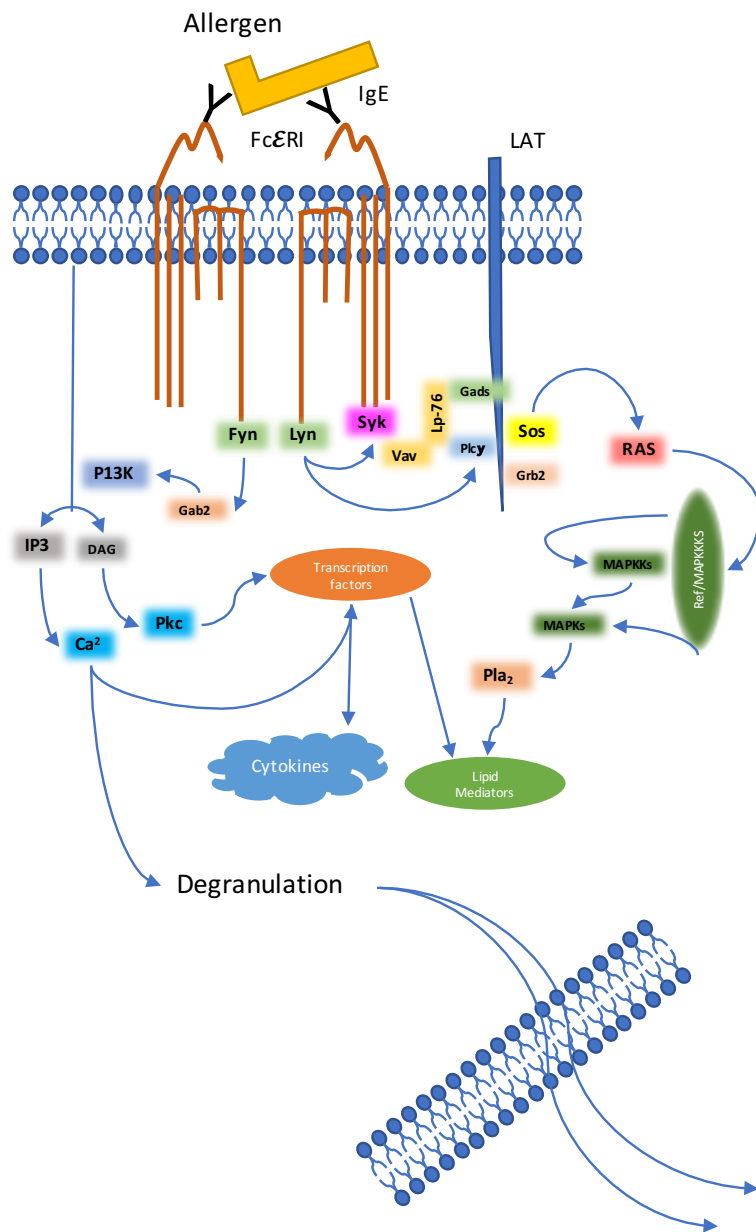 Allergen
IgE
FcƐRI
LAT
Gads
Lp-76
Syk
Sos
Fyn
Lyn
Vav
Plcy
RAS
P13K
Grb2
Gab2
IP3
DAG
Transcription
factors
MAPKKs
Ref/MAPKKKS
Pkc
MAPKs
Ca²
Pla₂
Cytokines
Lipid
Mediators
Degranulation